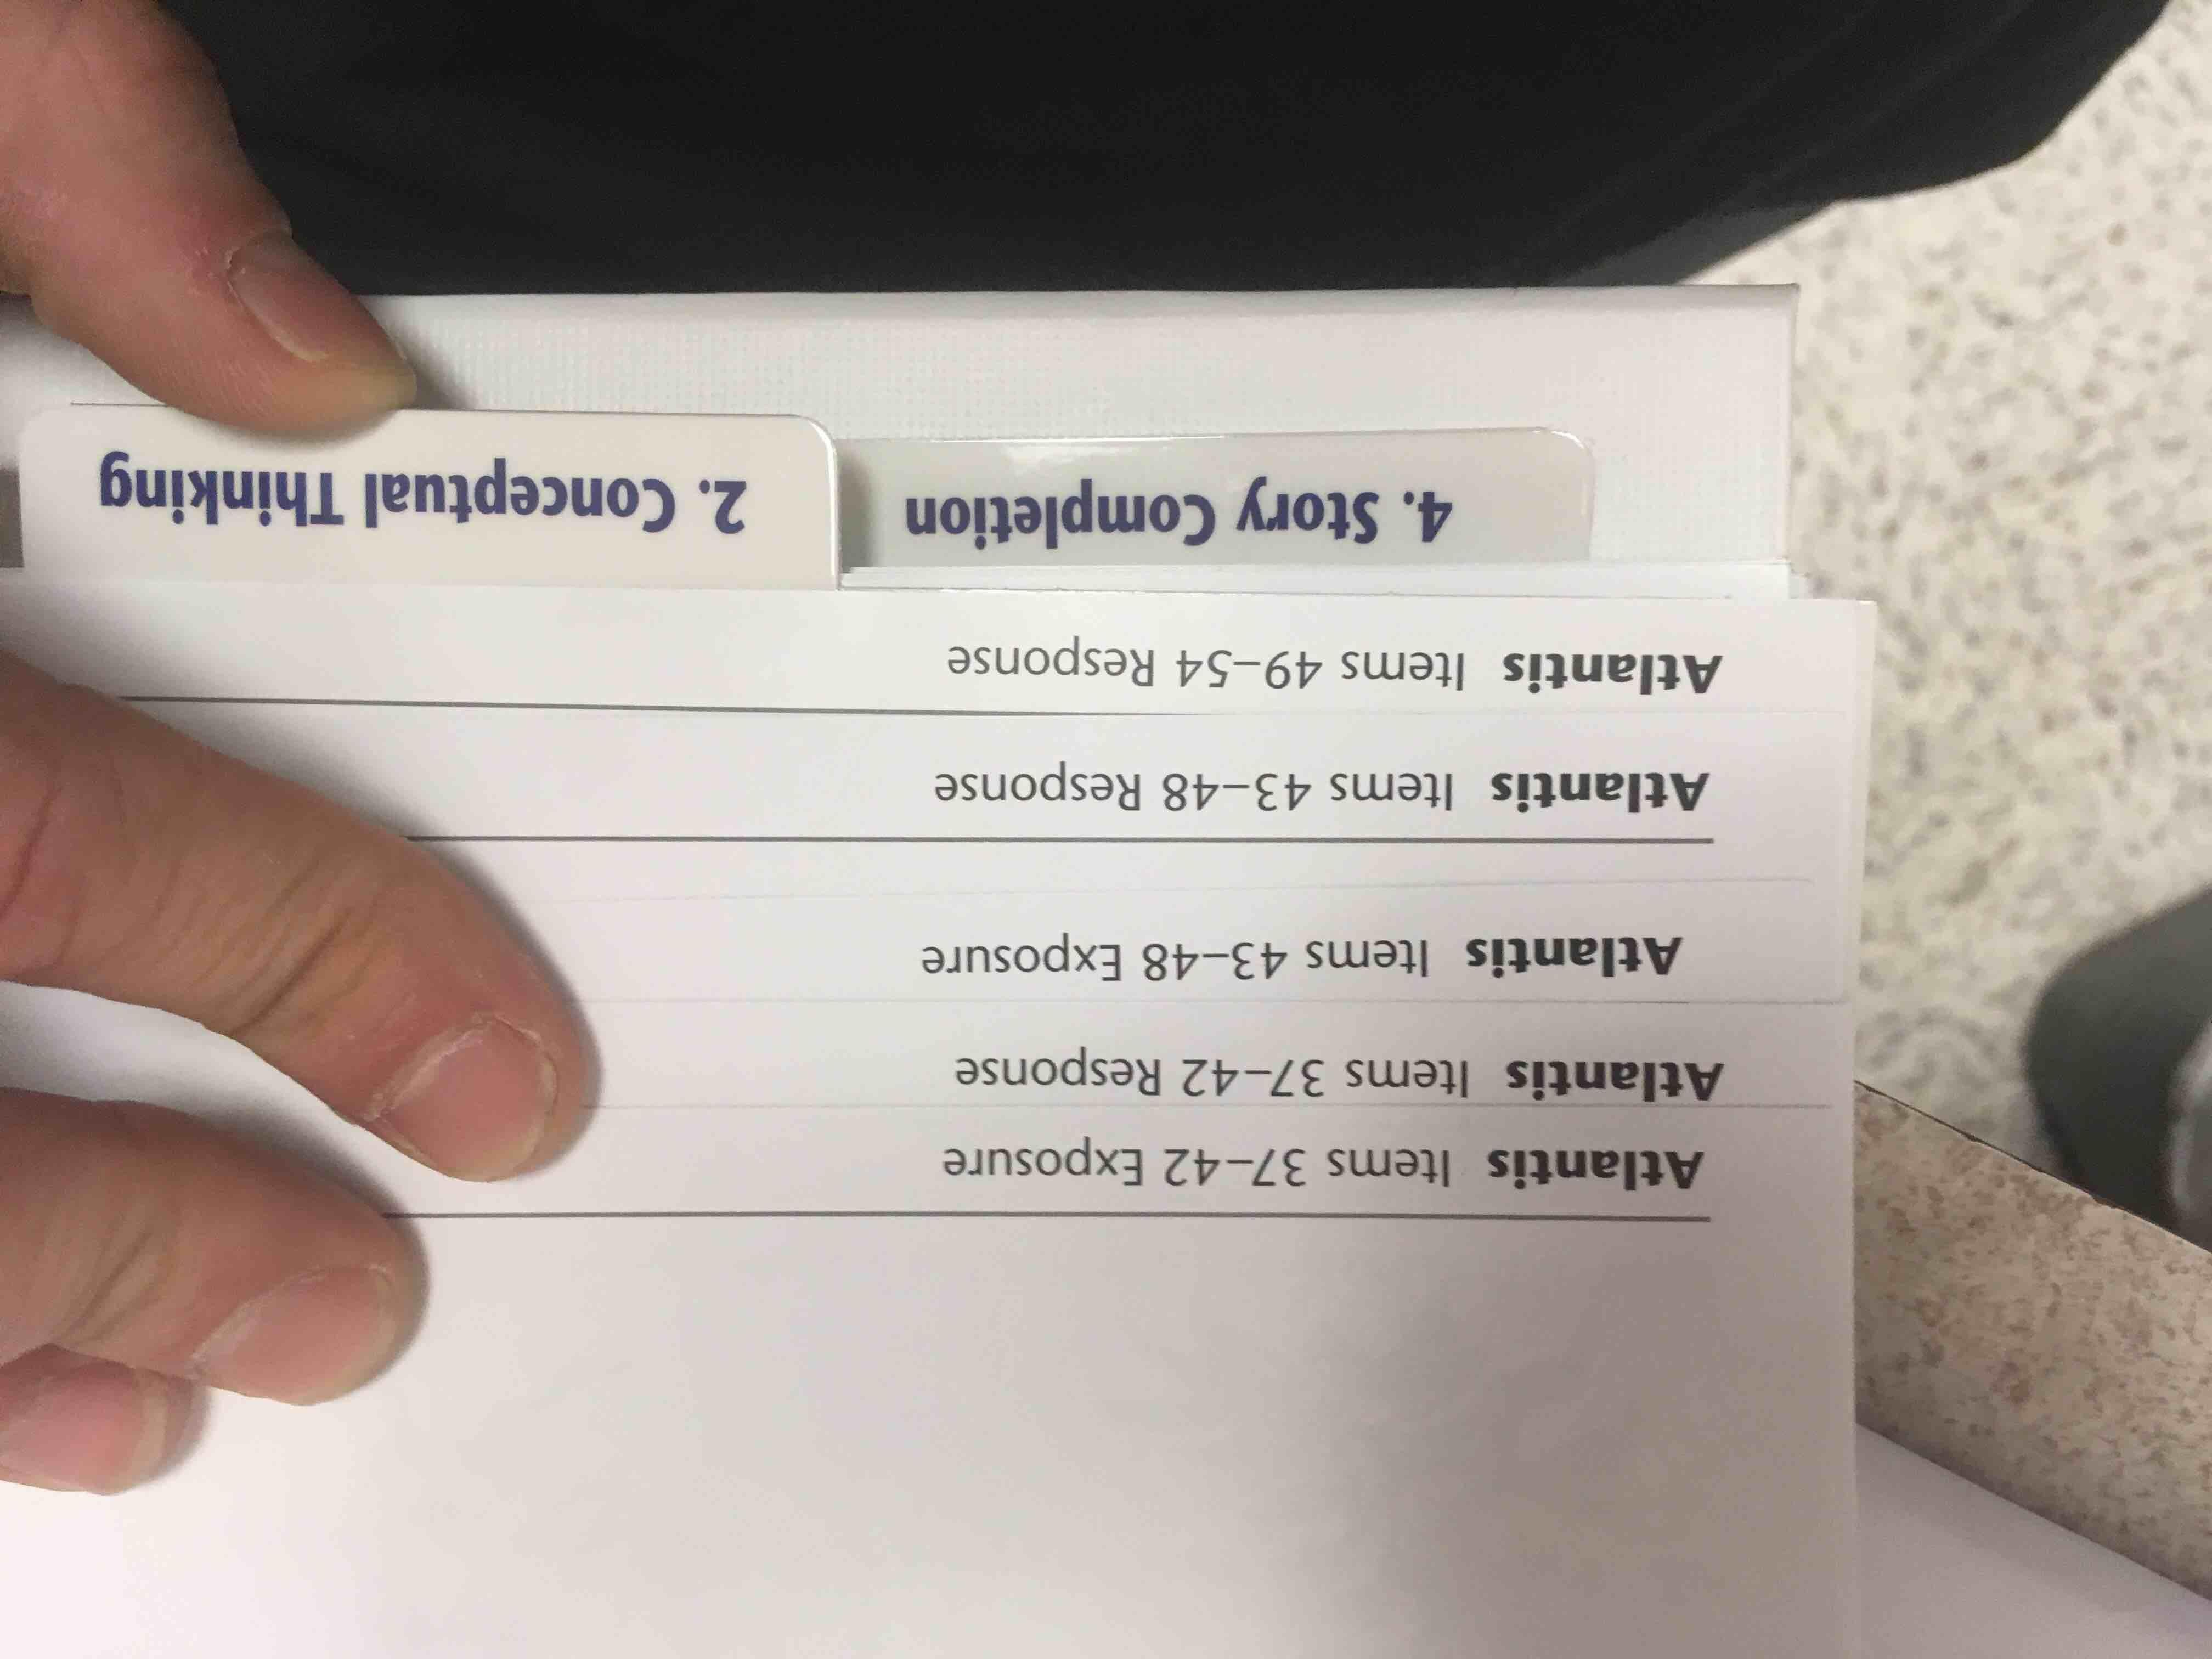 Atlantis Items 37–42 Exposure
Atlantis Items 37–42 Response
Atlantis Items 43–48 Exposure
Atlantis Items 43–48 Response
Atlantis Items 49–54 Response
4. Story Completion
2. Conceptual Thinking